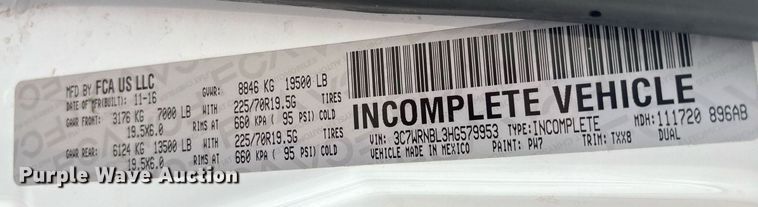 MFD BY FCA US LLC
DATE OF MFR(BUILT) 11-16 GVWR: 8846 KG 19500 LB
GAWR FRONT: 3176 KG 7000 LB WITH 225/70R19.5G TIRES
19.5X6.0 RIMS AT 660 KPA ( 95 PSI) COLD
GAWR REAR: 6124 KG 13500 LB WITH 225/70R19.5G TIRES
19.5X6.0 RIMS AT 660 KPA ( 95 PSI) COLD
INCOMPLETE VEHICLE
VIN: 3C7WRNBL3HG579953 TYPE: INCOMPLETE MDH: 111720 896AB
VEHICLE MADE IN MEXICO PAINT: PW7 TRIM: TXX8 DUAL
Purple Wave Auction